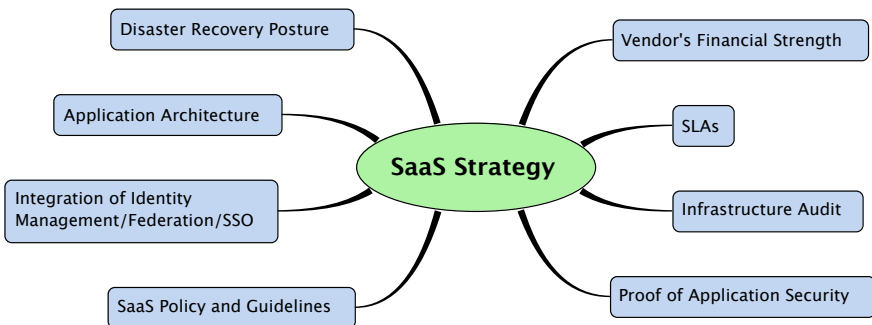 Disaster Recovery Posture
Vendor's Financial Strength
Application Architecture
SLAs
SaaS Strategy
Integration of Identity
Management/Federation/SSO
Infrastructure Audit
SaaS Policy and Guidelines
Proof of Application Security